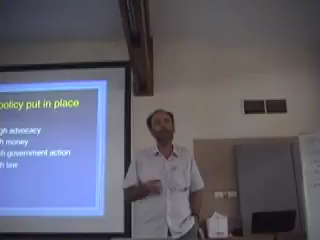 policy put in place
gh advocacy
h money
h government action
h law